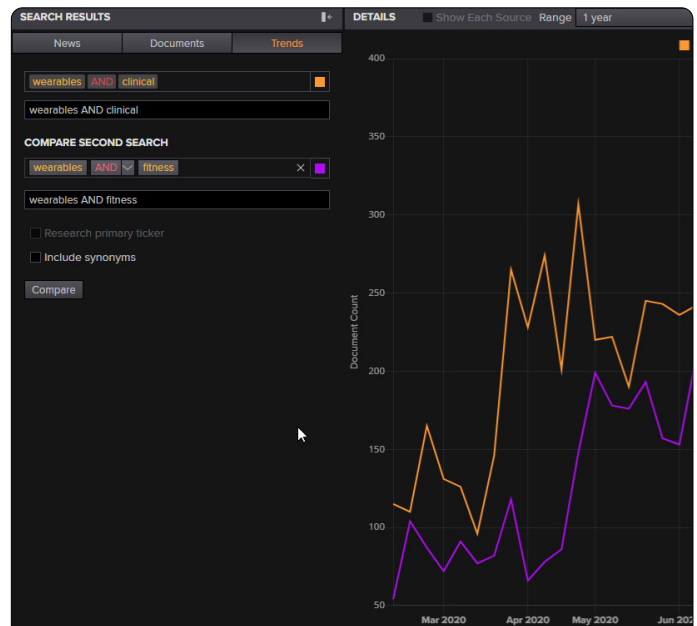 SEARCH RESULTS
News Documents Trends
wearables AND clinical
wearables AND clinical
COMPARE SECOND SEARCH
wearables AND fitness
wearables AND fitness
Research primary ticker
Include synonyms
Compare
DETAILS Show Each Source Range 1 year
400
350
300
250
200
150
100
50
Document Count
Mar 2020 Apr 2020 May 2020 Jun 202